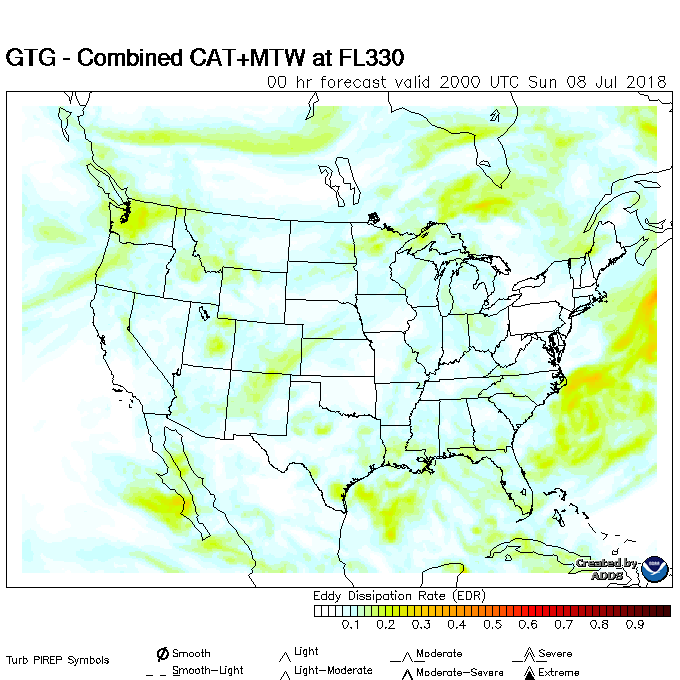 GTG - Combined CAT+MTW at FL330
00 hr forecast valid 2000 UTC Sun 08 Jul 2018
Created by
ADDS
Eddy Dissipation Rate (EDR)
0.1 0.2 0.3 0.4 0.5 0.6 0.7 0.8 0.9
Turb PIREP Symbols
Smooth Light Moderate Severe
Smooth-Light Light-Moderate Moderate-Severe Extreme